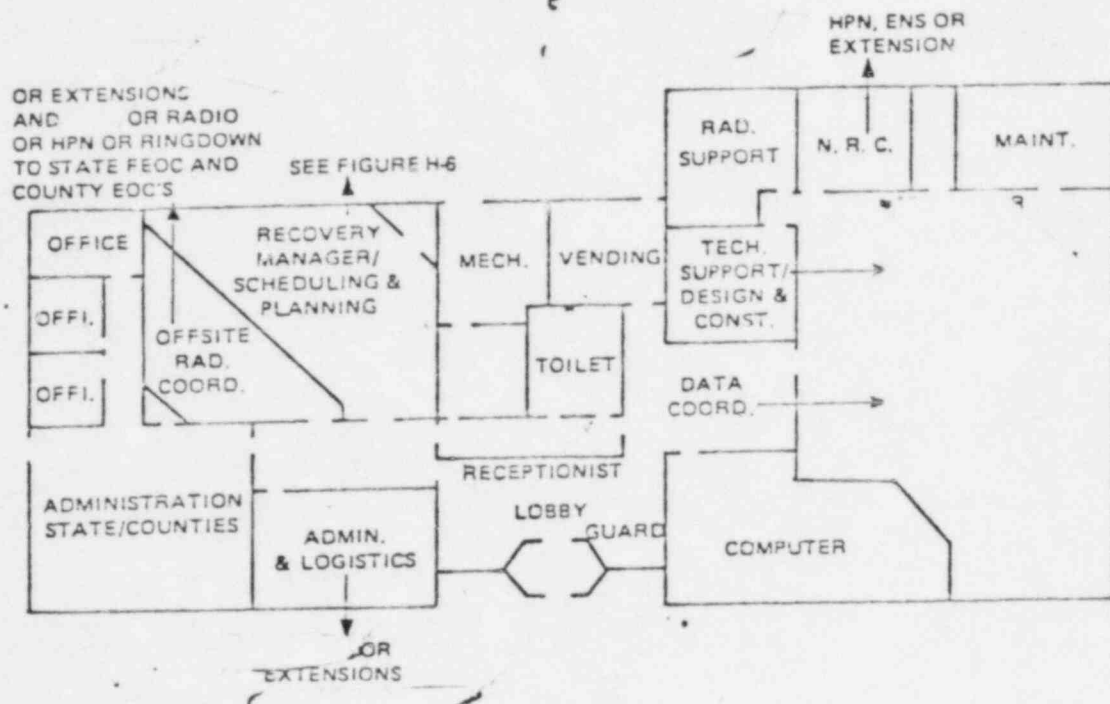 HPN, ENS OR
EXTENSION
OR EXTENSIONS
AND OR RADIO
OR HPN OR RINGDOWN
TO STATE FEOC AND
COUNTY EOC'S
SEE FIGURE H-6
RAD.
SUPPORT
N. R. C.
MAINT.
OFFICE
RECOVERY
MANAGER/
SCHEDULING &
PLANNING
MECH.
VENDING
TECH.
SUPPORT/
DESIGN &
CONST.
OFFI.
OFFSITE
RAD.
COORD.
OFFI.
TOILET
DATA
COORD.
RECEPTIONIST
ADMINISTRATION
STATE/COUNTIES
LOBBY
GUARD
ADMIN.
& LOGISTICS
COMPUTER
OR
EXTENSIONS